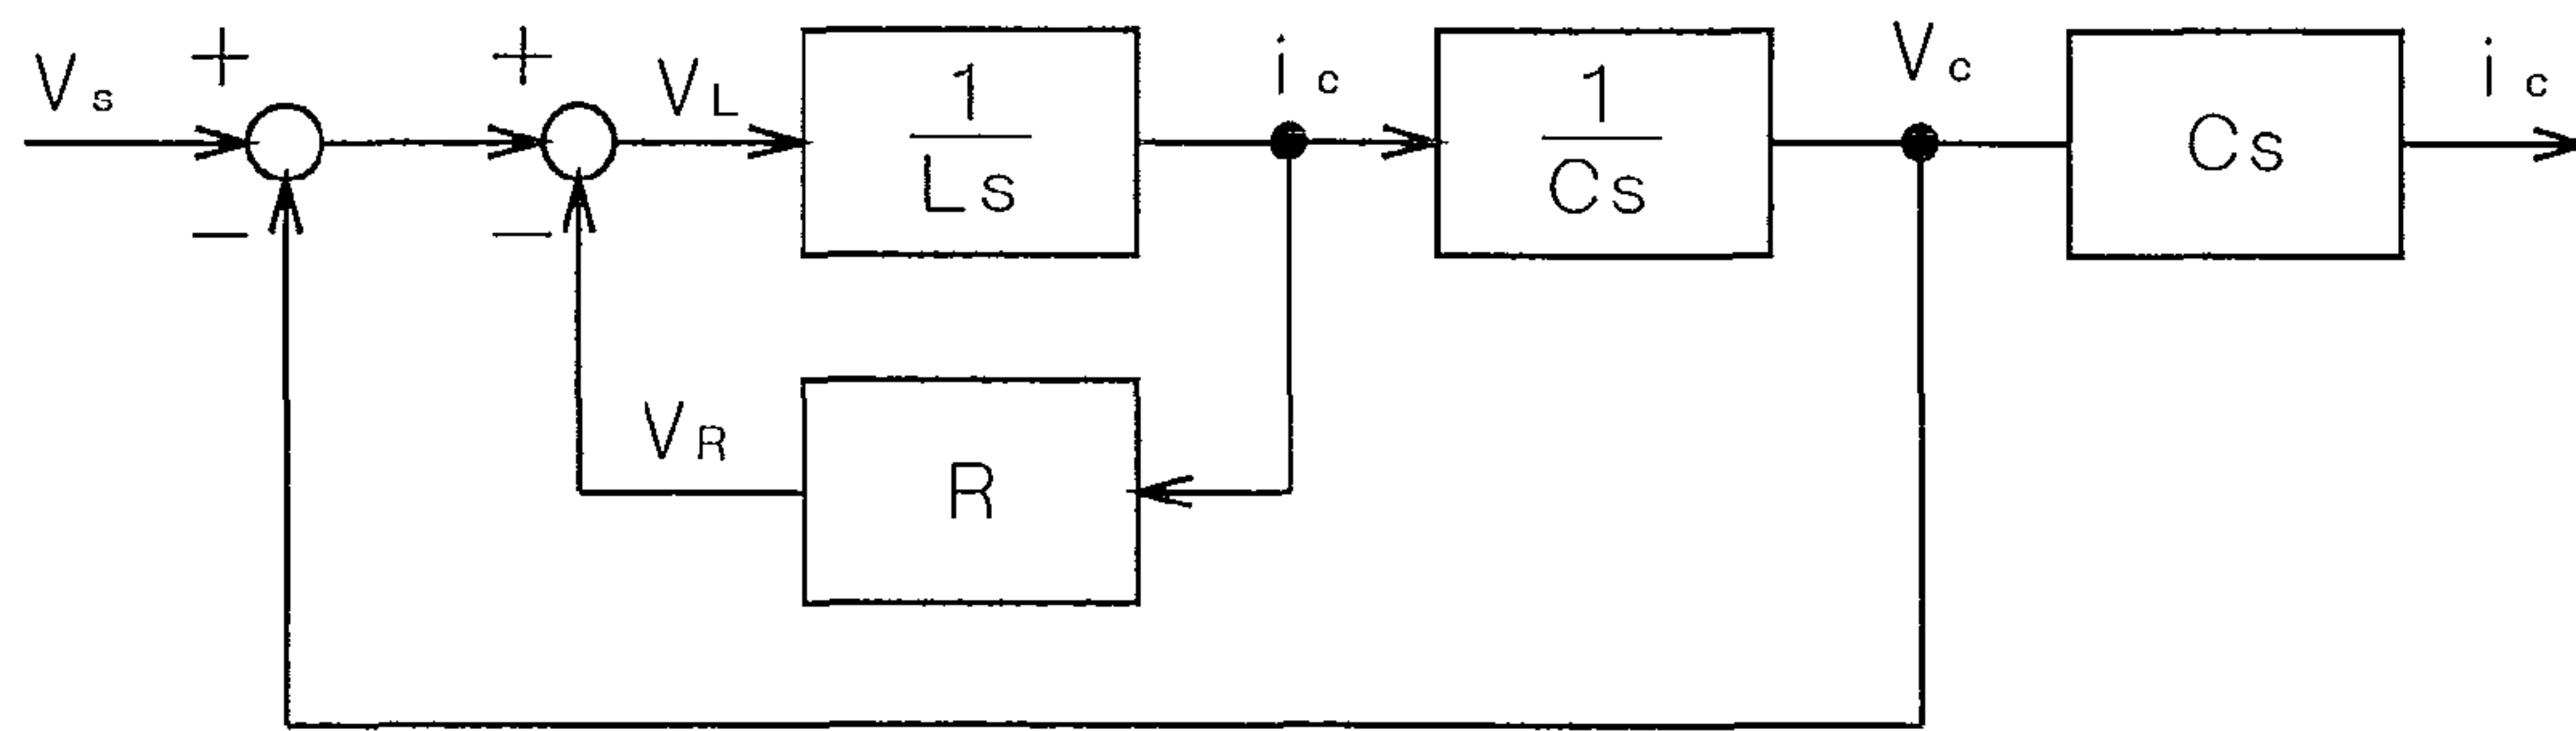 Vs + − + − VL
1
Ls
ic
1
Cs
Vc
Cs
ic
VR
R